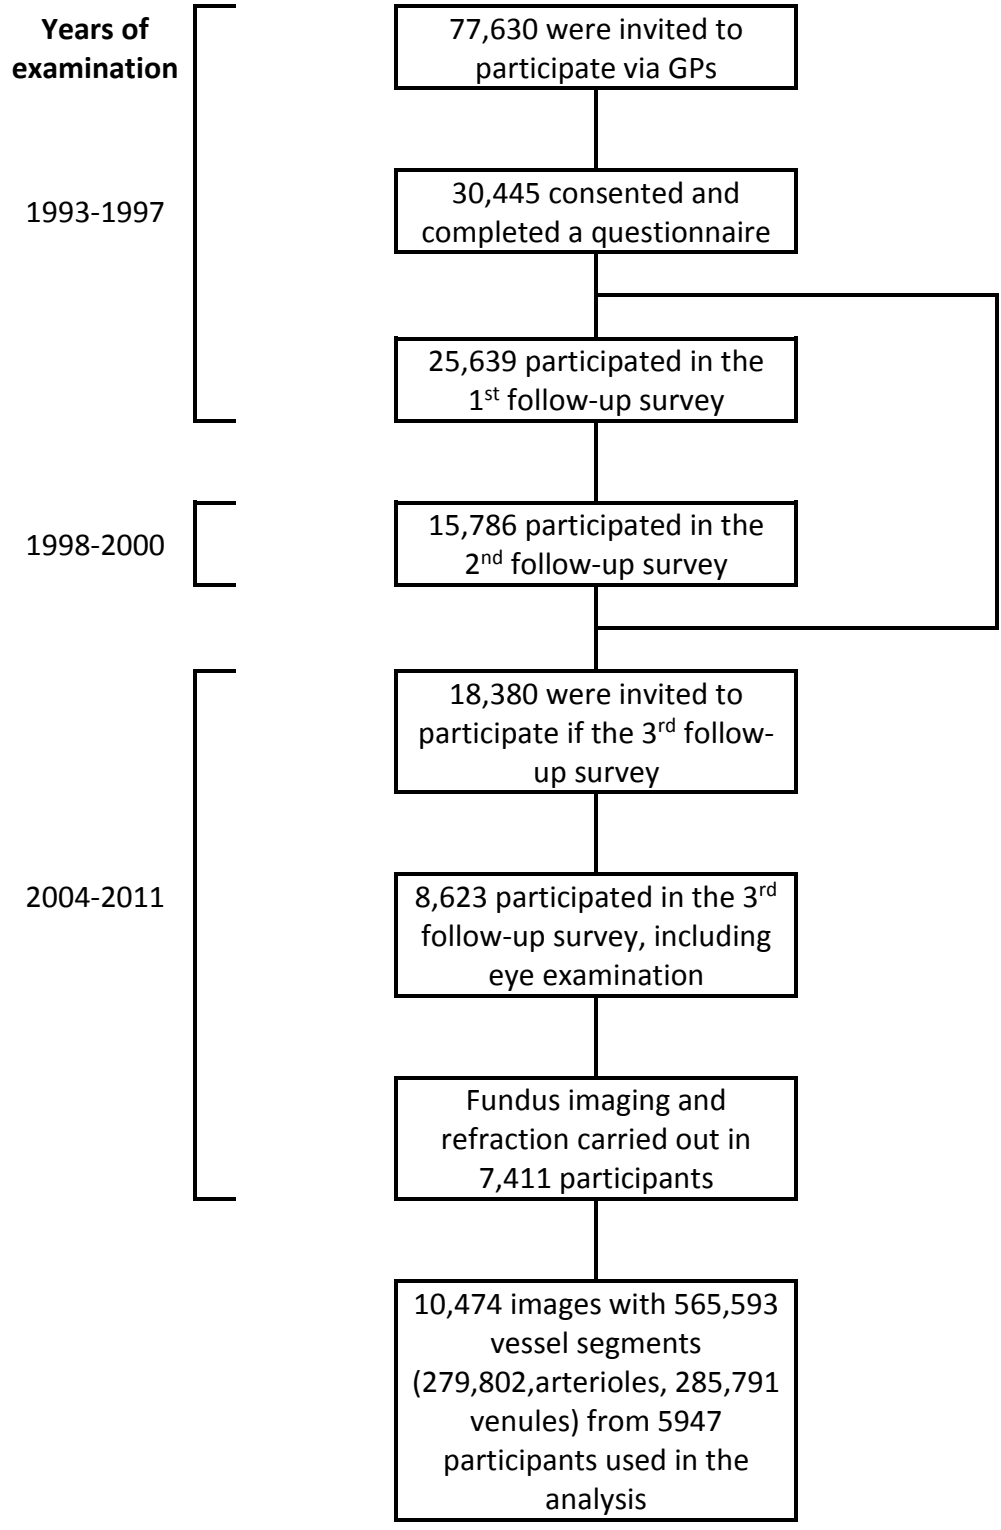 Years of
examination
77,630 were invited to
participate via GPs
1993-1997
30,445 consented and
completed a questionnaire
25,639 participated in the
1st follow-up survey
1998-2000
15,786 participated in the
2nd follow-up survey
18,380 were invited to
participate if the 3rd follow-
up survey
2004-2011
8,623 participated in the 3rd
follow-up survey, including
eye examination
Fundus imaging and
refraction carried out in
7,411 participants
10,474 images with 565,593
vessel segments
(279,802,arterioles, 285,791
venules) from 5947
participants used in the
analysis